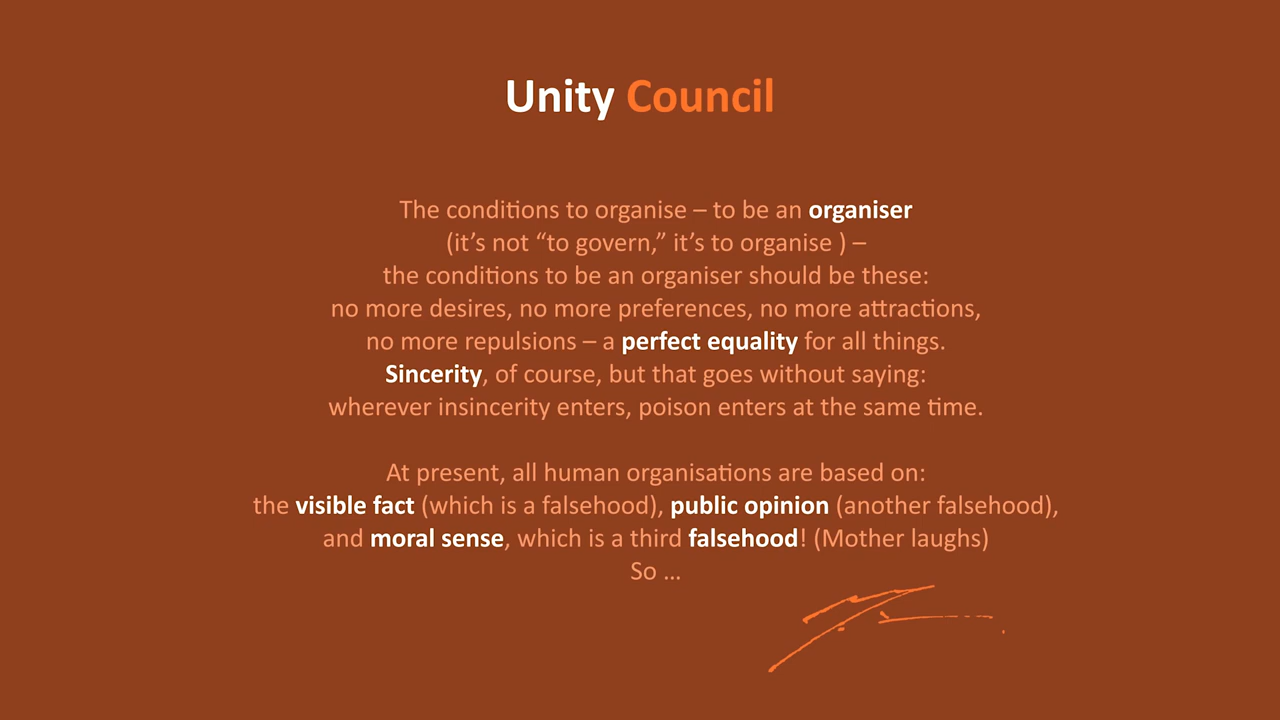 Unity Council
The conditions to organise – to be an organiser
(it’s not “to govern,” it’s to organise ) –
the conditions to be an organiser should be these:
no more desires, no more preferences, no more attractions,
no more repulsions – a perfect equality for all things.
Sincerity, of course, but that goes without saying:
wherever insincerity enters, poison enters at the same time.
At present, all human organisations are based on:
the visible fact (which is a falsehood), public opinion (another falsehood),
and moral sense, which is a third falsehood! (Mother laughs)
So …